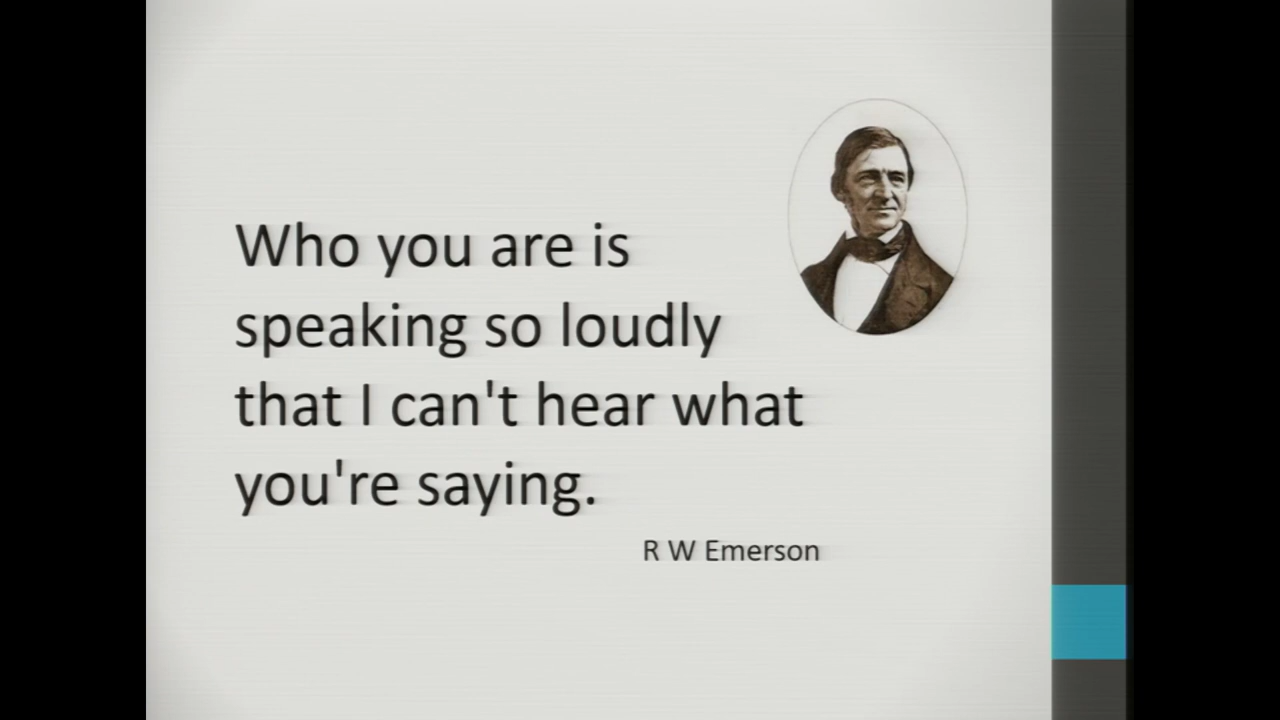 Who you are is
speaking so loudly
that I can't hear what
you're saying.
R W Emerson